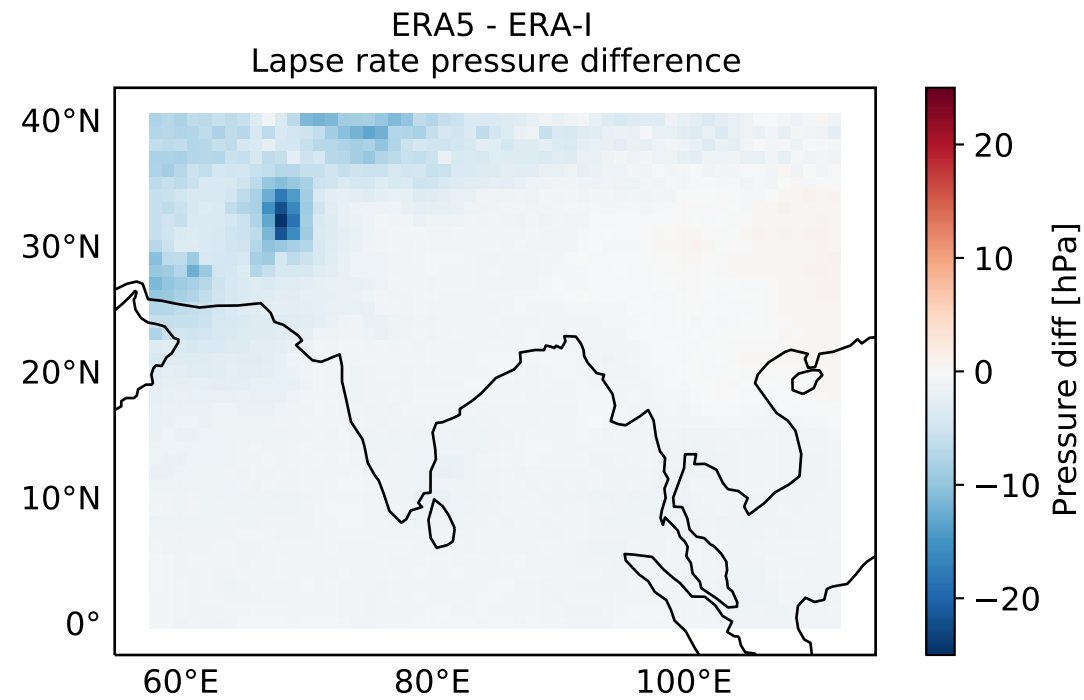 ERA5 - ERA-I
Lapse rate pressure difference
40°N
30°N
20°N
10°N
0°
60°E
80°E
100°E
20
10
0
−10
−20
Pressure diff [hPa]